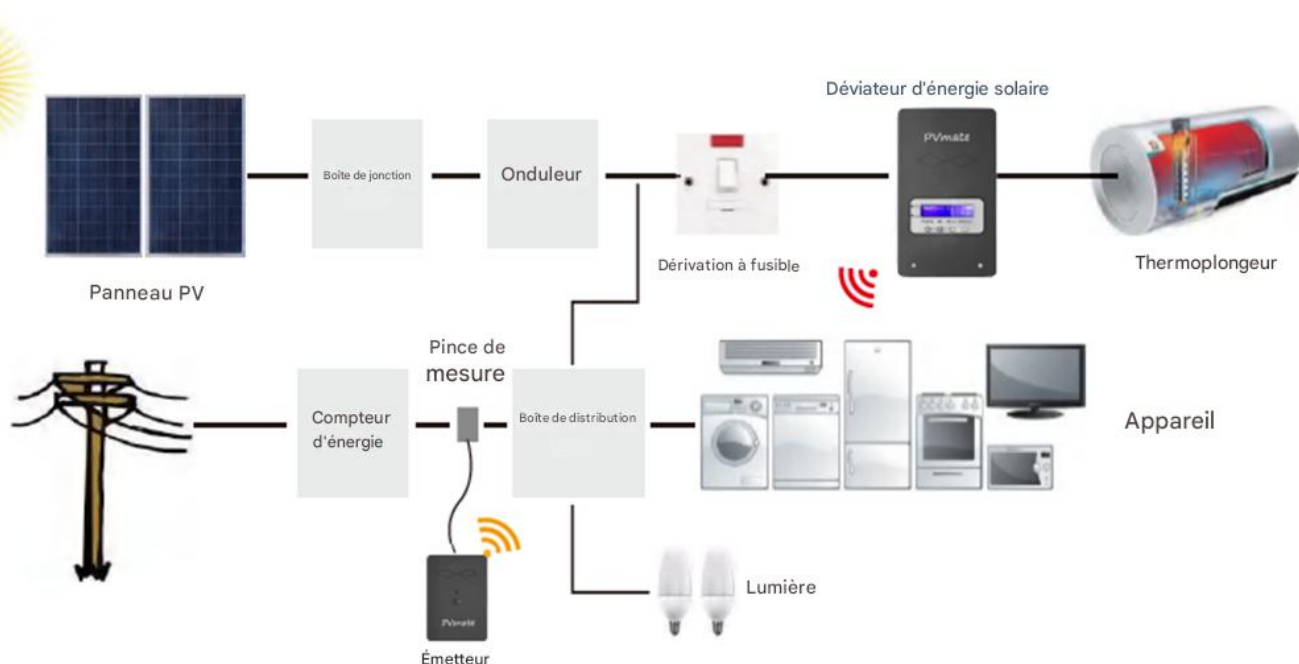 Déviateur d'énergie solaire
PVmate
Boîte de jonction
Onduleur
Dérivation à fusible
Thermoplongeur
Panneau PV
Pince de
mesure
Compteur
d'énergie
Boîte de distribution
Appareil
Lumière
PVmate
Émetteur